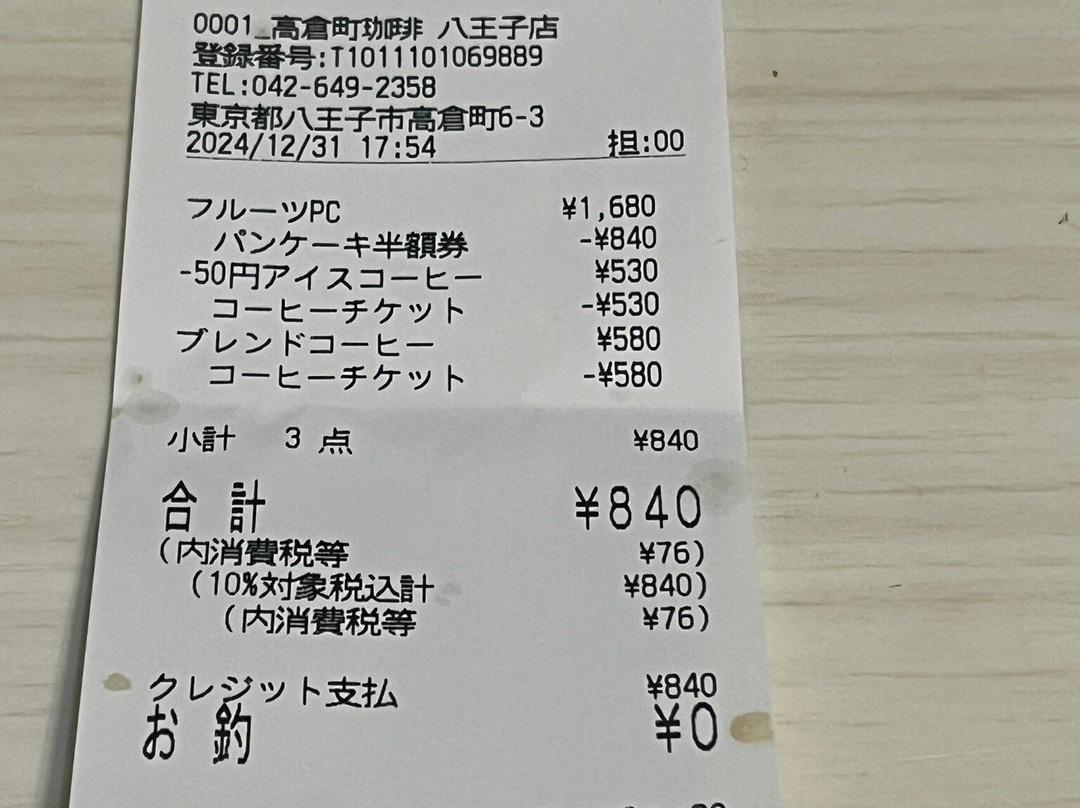 0001_高倉町珈琲 八王子店
登録番号:T1011101069889
TEL:042-649-2358
東京都八王子市高倉町6-3
2024/12/31 17:54 担:00
フルーツPC ¥1,680
パンケーキ半額券 -¥840
-50円アイスコーヒー ¥530
コーヒーチケット -¥530
ブレンドコーヒー ¥580
コーヒーチケット -¥580
小計 3 点 ¥840
合 計 ¥840
(内消費税等 ¥76)
(10%対象税込計 ¥840)
(内消費税等 ¥76)
クレジット支払 ¥840
お 釣 ¥0